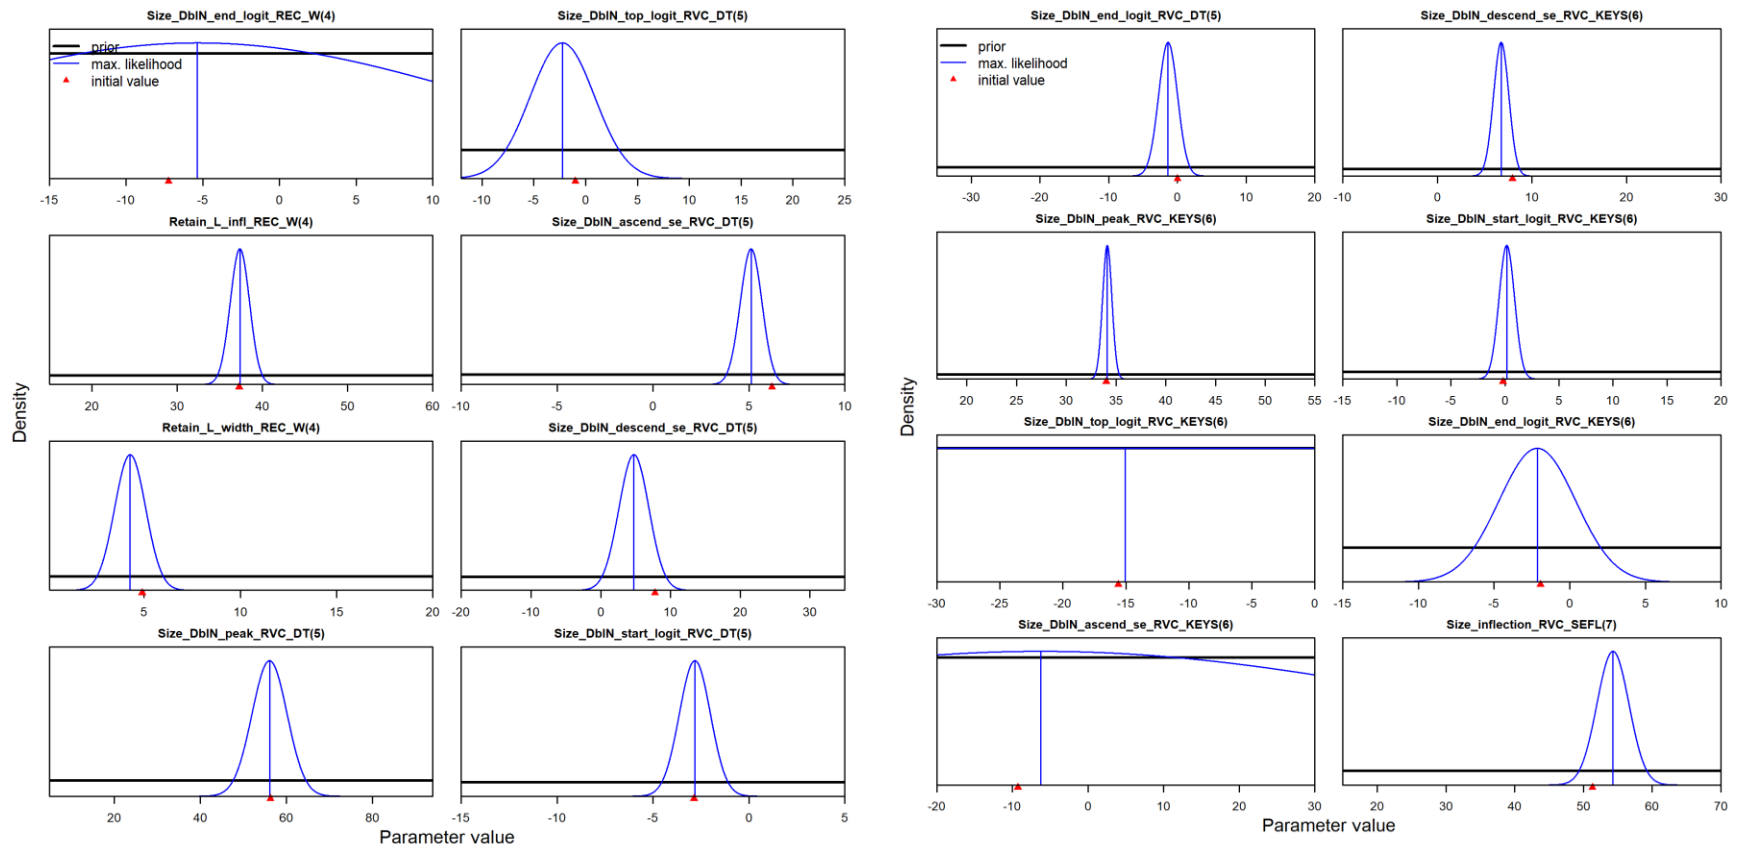 Size_DblN_end_logit_REC_W(4)
prior
max. likelihood
initial value
-15 -10 -5 0 5 10
Size_DblN_top_logit_RVC_DT(5)
-10 -5 0 5 10 15 20 25
Retain_L_infl_REC_W(4)
20 30 40 50 60
Size_DblN_ascend_se_RVC_DT(5)
-10 -5 0 5 10
Retain_L_width_REC_W(4)
5 10 15 20
Size_DblN_descend_se_RVC_DT(5)
-20 -10 0 10 20 30
Size_DblN_peak_RVC_DT(5)
20 40 60 80
Size_DblN_start_logit_RVC_DT(5)
-15 -10 -5 0 5
Density
Parameter value
Size_DblN_end_logit_RVC_DT(5)
prior
max. likelihood
initial value
-30 -20 -10 0 10 20
Size_DblN_descend_se_RVC_KEYS(6)
-10 0 10 20 30
Size_DblN_peak_RVC_KEYS(6)
20 25 30 35 40 45 50 55
Size_DblN_start_logit_RVC_KEYS(6)
-15 -10 -5 0 5 10 15 20
Size_DblN_top_logit_RVC_KEYS(6)
-30 -25 -20 -15 -10 -5 0
Size_DblN_end_logit_RVC_KEYS(6)
-15 -10 -5 0 5 10
Size_DblN_ascend_se_RVC_KEYS(6)
-20 -10 0 10 20 30
Size_inflection_RVC_SEFL(7)
20 30 40 50 60 70
Density
Parameter value